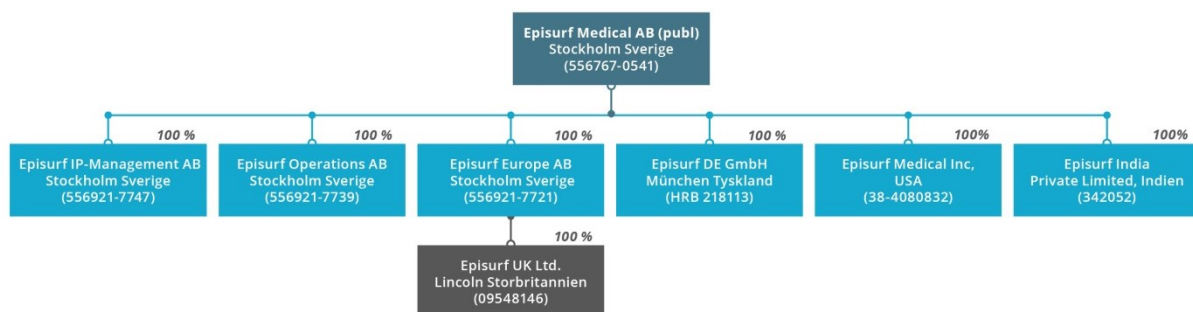 Episurf Medical AB (publ)
Stockholm Sverige
(556767-0541)
100 %
100 %
100 %
100 %
100%
100%
Episurf IP-Management AB
Stockholm Sverige
(556921-7747)
Episurf Operations AB
Stockholm Sverige
(556921-7739)
Episurf Europe AB
Stockholm Sverige
(556921-7721)
Episurf DE GmbH
München Tyskland
(HRB 218113)
Episurf Medical Inc,
USA
(38-4080832)
Episurf India
Private Limited, Indien
(342052)
100 %
Episurf UK Ltd.
Lincoln Storbritannien
(09548146)